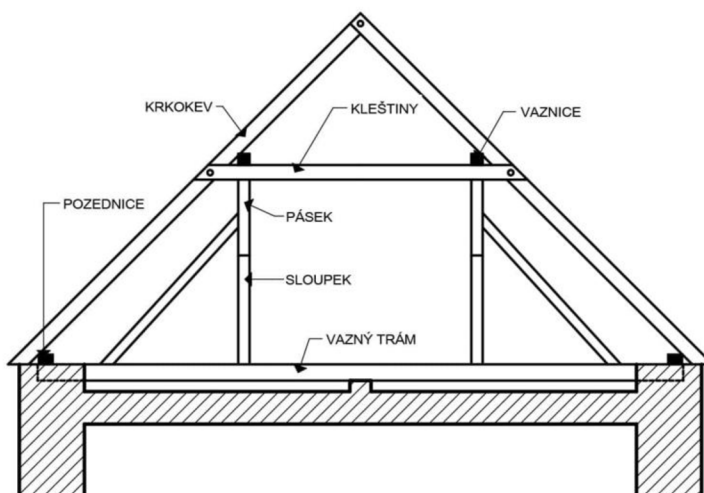 KRKOKEV
KLEŠTINY
VAZNICE
POZEDNICE
PÁSEK
SLOUPEK
VAZNÝ TRÁM